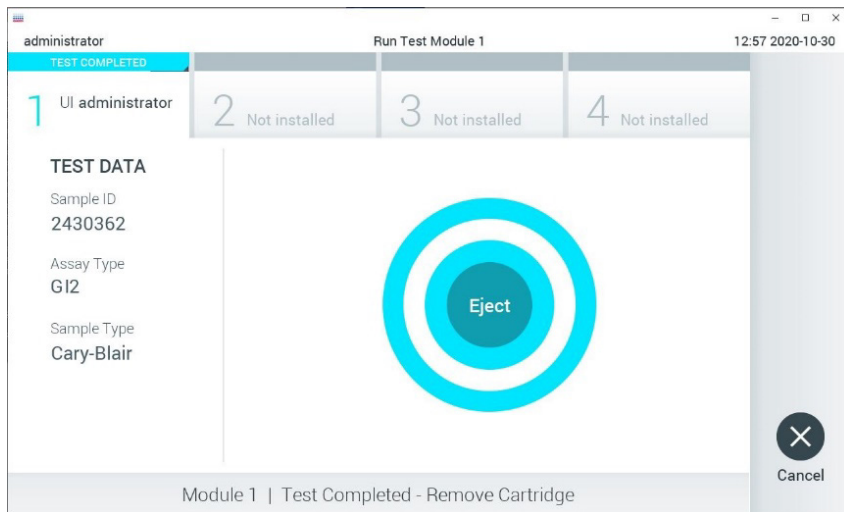 administrator Run Test Module 1 12:57 2020-10-30
TEST COMPLETED
1 UI administrator 2 Not installed 3 Not installed 4 Not installed
TEST DATA
Sample ID
2430362
Assay Type
GI2
Sample Type
Cary-Blair
Eject
Cancel
Module 1 | Test Completed - Remove Cartridge